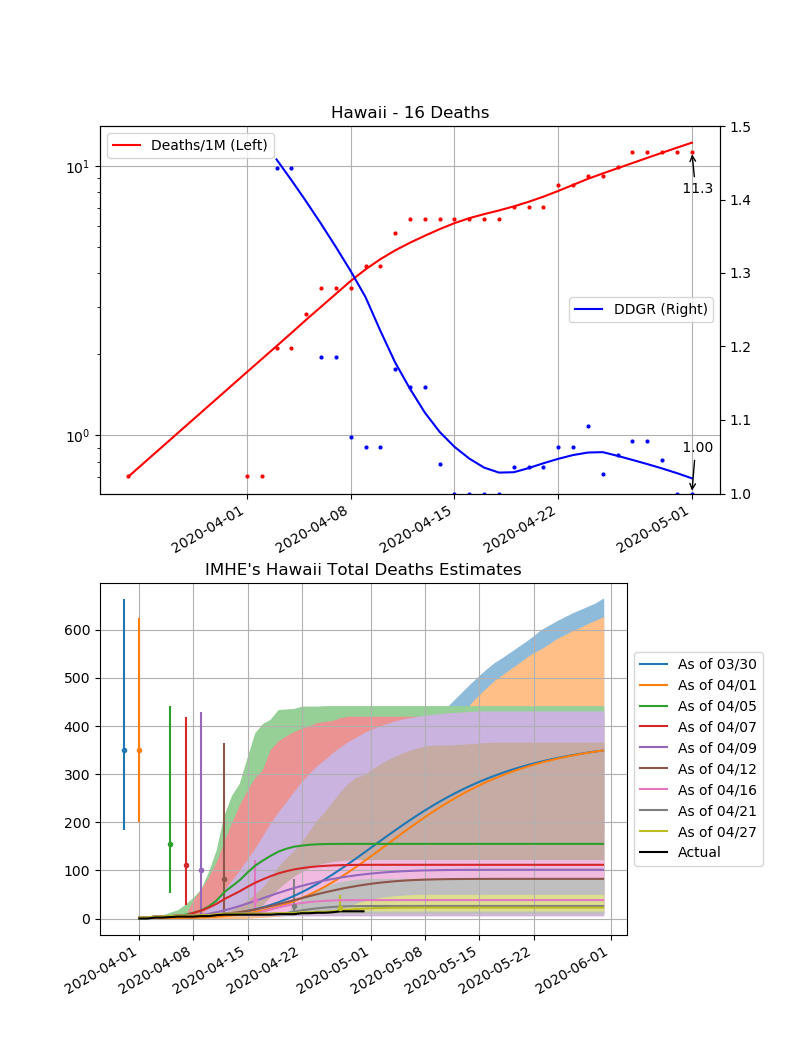 Hawaii - 16 Deaths
Deaths/1M (Left)
DDGR (Right)
10¹
10⁰
1.5
1.4
1.3
1.2
1.1
1.0
11.3
1.00
2020-04-01
2020-04-08
2020-04-15
2020-04-22
2020-05-01
IMHE's Hawaii Total Deaths Estimates
600
500
400
300
200
100
0
2020-04-01
2020-04-08
2020-04-15
2020-04-22
2020-05-01
2020-05-08
2020-05-15
2020-05-22
2020-06-01
As of 03/30
As of 04/01
As of 04/05
As of 04/07
As of 04/09
As of 04/12
As of 04/16
As of 04/21
As of 04/27
Actual